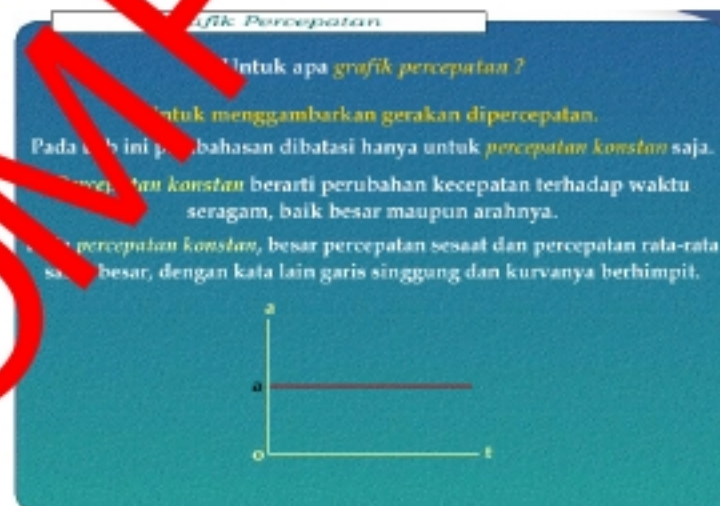 Percepatan
Untuk apa grafik percepatan ?
Untuk menggambarkan gerakan dipercepatan.
Pada ini dibatasi hanya untuk percepatan konstan saja.
konstan berarti perubahan kecepatan terhadap waktu
seragam, baik besar maupun arahnya.
percepatan konstan, besar percepatan sesaat dan percepatan rata-rata
besar, dengan kata lain garis singgung dan kurvanya berhimpit.
a
a
o
t